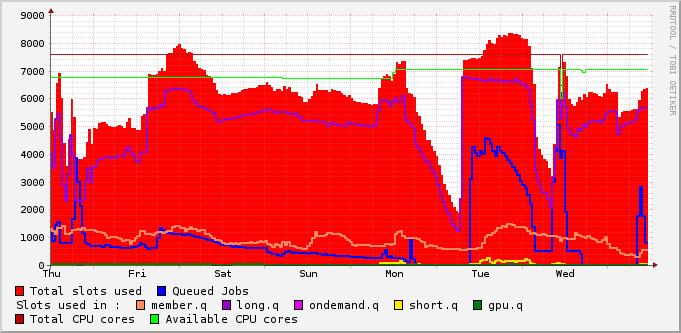 RRDTOOL / TOBI OETIKER
9000
8000
7000
6000
5000
4000
3000
2000
1000
0
Thu Fri Sat Sun Mon Tue Wed
Total slots used Queued Jobs
Slots used in : member.q long.q ondemand.q short.q gpu.q
Total CPU cores Available CPU cores